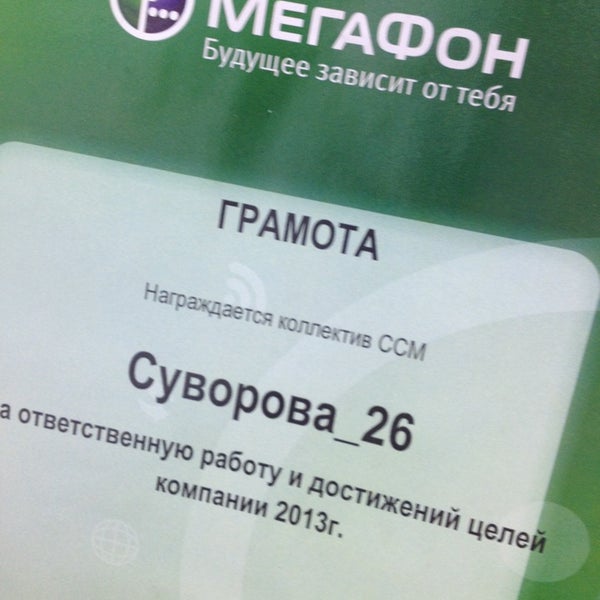 МЕГАФОН
Будущее зависит от тебя
ГРАМОТА
Награждается коллектив ССМ
Суворова_26
а ответственную работу и достижений целей
компании 2013г.